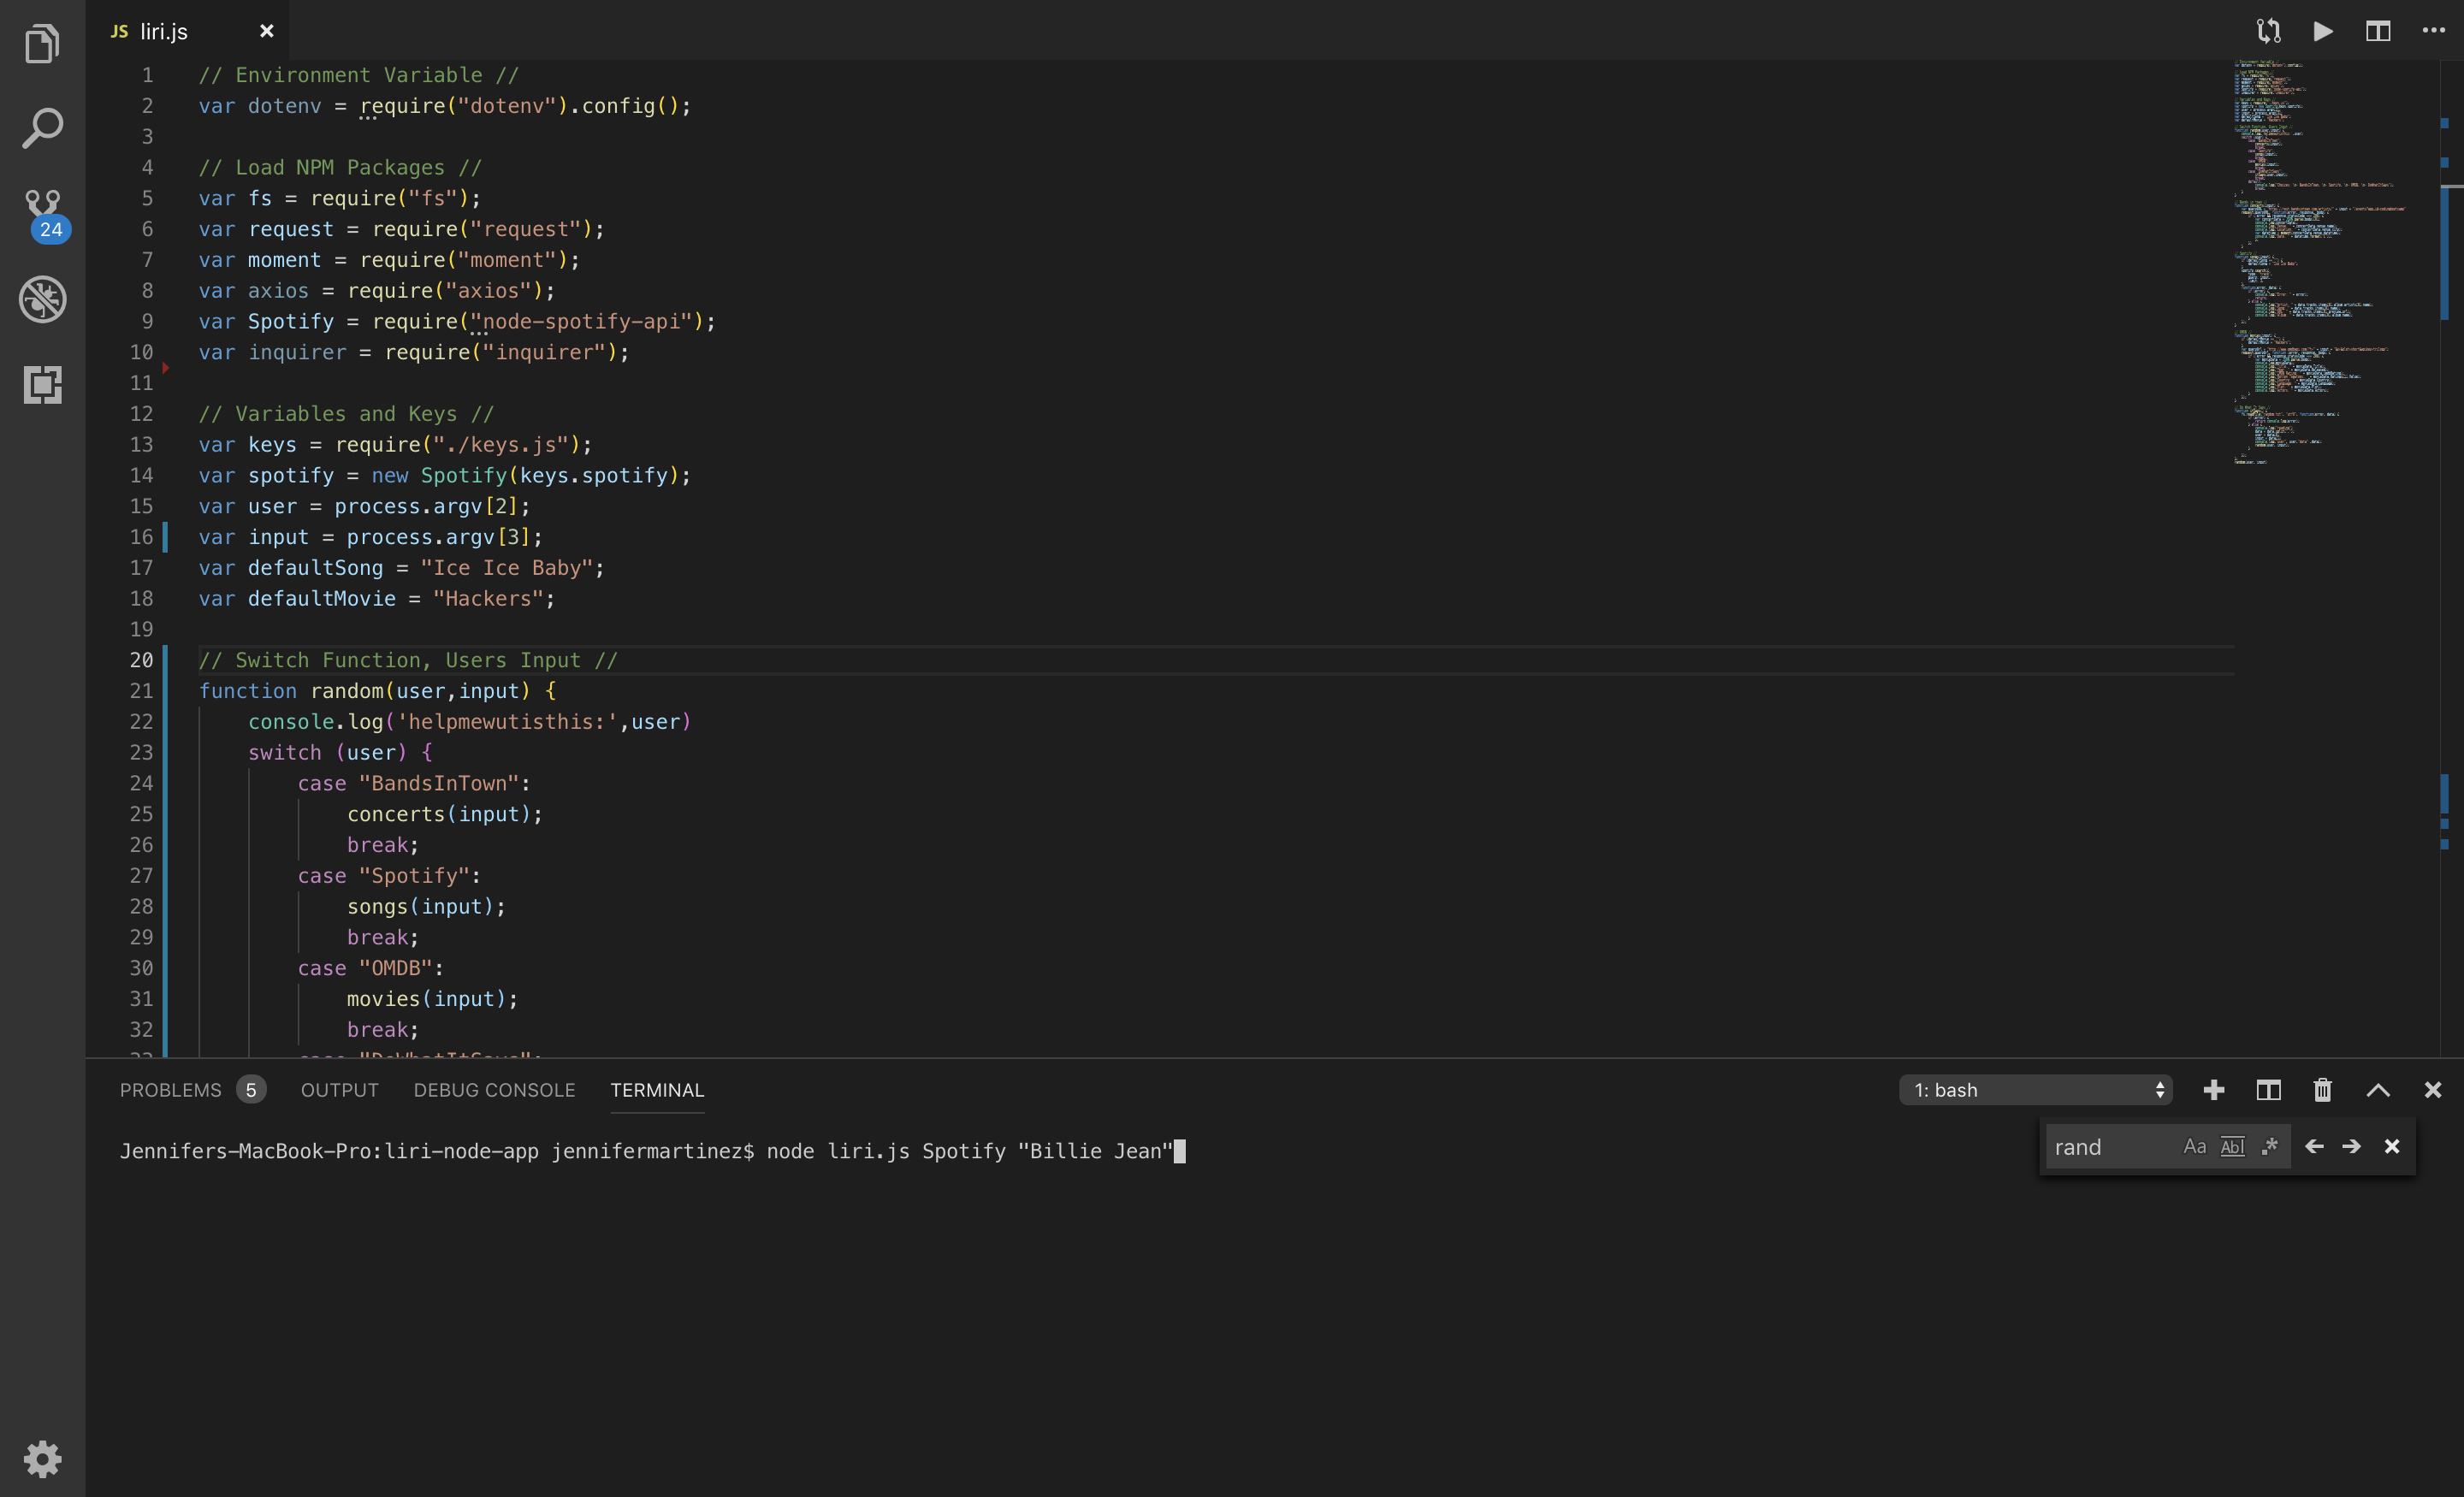 JS liri.js
24
1 // Environment Variable //
2 var dotenv = require("dotenv").config();
3
4 // Load NPM Packages //
5 var fs = require("fs");
6 var request = require("request");
7 var moment = require("moment");
8 var axios = require("axios");
9 var Spotify = require("node-spotify-api");
10 var inquirer = require("inquirer");
11
12 // Variables and Keys //
13 var keys = require("./keys.js");
14 var spotify = new Spotify(keys.spotify);
15 var user = process.argv[2];
16 var input = process.argv[3];
17 var defaultSong = "Ice Ice Baby";
18 var defaultMovie = "Hackers";
19
20 // Switch Function, Users Input //
21 function random(user,input) {
22     console.log('helpmewutisthis:',user)
23     switch (user) {
24         case "BandsInTown":
25             concerts(input);
26             break;
27         case "Spotify":
28             songs(input);
29             break;
30         case "OMDB":
31             movies(input);
32             break;
33         case "DoWhatItSays":
PROBLEMS 5 OUTPUT DEBUG CONSOLE TERMINAL 1: bash
rand Aa Abl .*
Jennifers-MacBook-Pro:liri-node-app jennifermartinez$ node liri.js Spotify "Billie Jean"